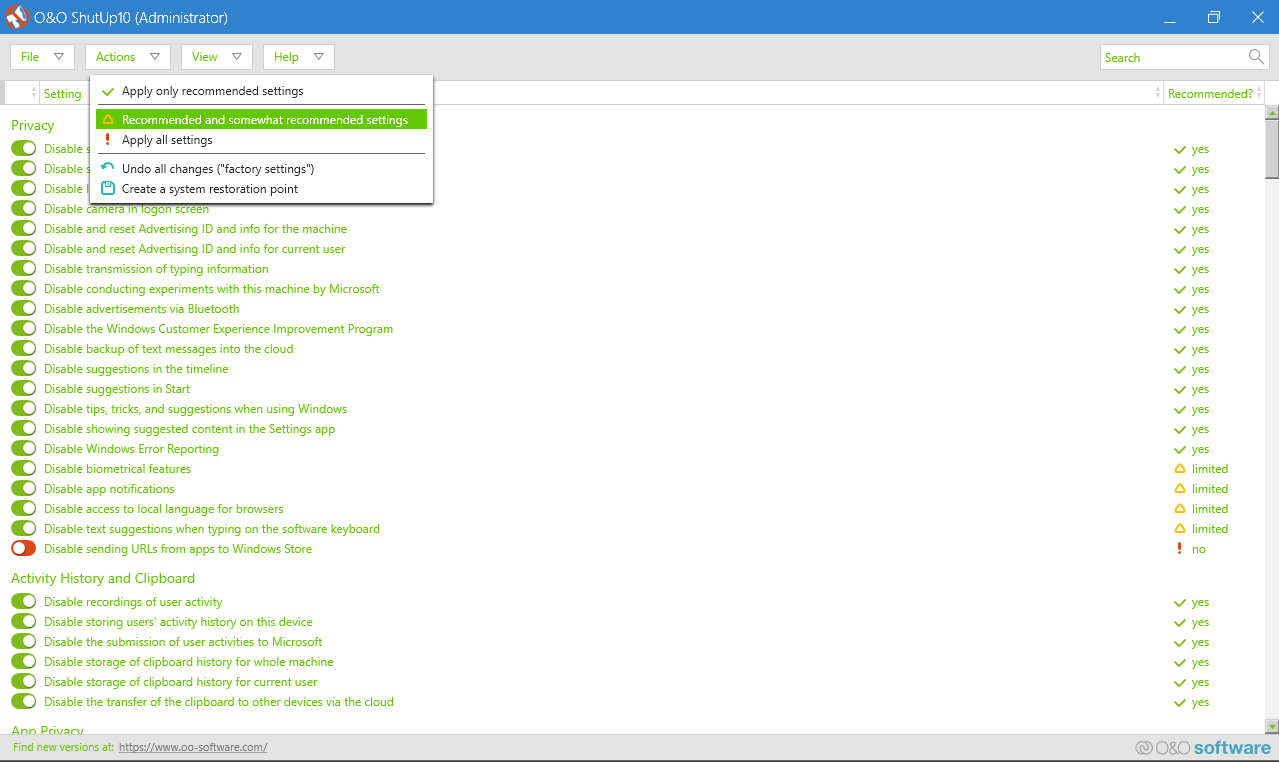 O&O ShutUp10 (Administrator)
File Actions View Help Search
Setting Recommended?
Apply only recommended settings
Recommended and somewhat recommended settings
Apply all settings
Undo all changes ("factory settings")
Create a system restoration point
Privacy
Disable yes
Disable yes
Disable yes
Disable camera in logon screen yes
Disable and reset Advertising ID and info for the machine yes
Disable and reset Advertising ID and info for current user yes
Disable transmission of typing information yes
Disable conducting experiments with this machine by Microsoft yes
Disable advertisements via Bluetooth yes
Disable the Windows Customer Experience Improvement Program yes
Disable backup of text messages into the cloud yes
Disable suggestions in the timeline yes
Disable suggestions in Start yes
Disable tips, tricks, and suggestions when using Windows yes
Disable showing suggested content in the Settings app yes
Disable Windows Error Reporting yes
Disable biometrical features limited
Disable app notifications limited
Disable access to local language for browsers limited
Disable text suggestions when typing on the software keyboard limited
Disable sending URLs from apps to Windows Store no
Activity History and Clipboard
Disable recordings of user activity yes
Disable storing users' activity history on this device yes
Disable the submission of user activities to Microsoft yes
Disable storage of clipboard history for whole machine yes
Disable storage of clipboard history for current user yes
Disable the transfer of the clipboard to other devices via the cloud yes
App Privacy
Find new versions at: https://www.oo-software.com/ O&O software